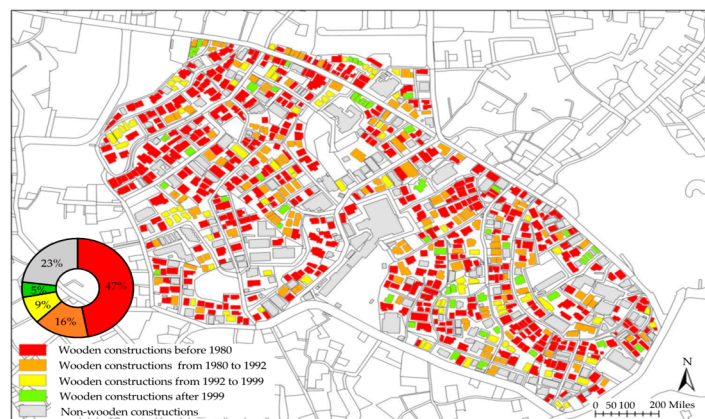 23%
47%
5%
9%
16%
Wooden constructions before 1980
Wooden constructions from 1980 to 1992
Wooden constructions from 1992 to 1999
Wooden constructions after 1999
Non-wooden constructions
N
0 50 100 200 Miles